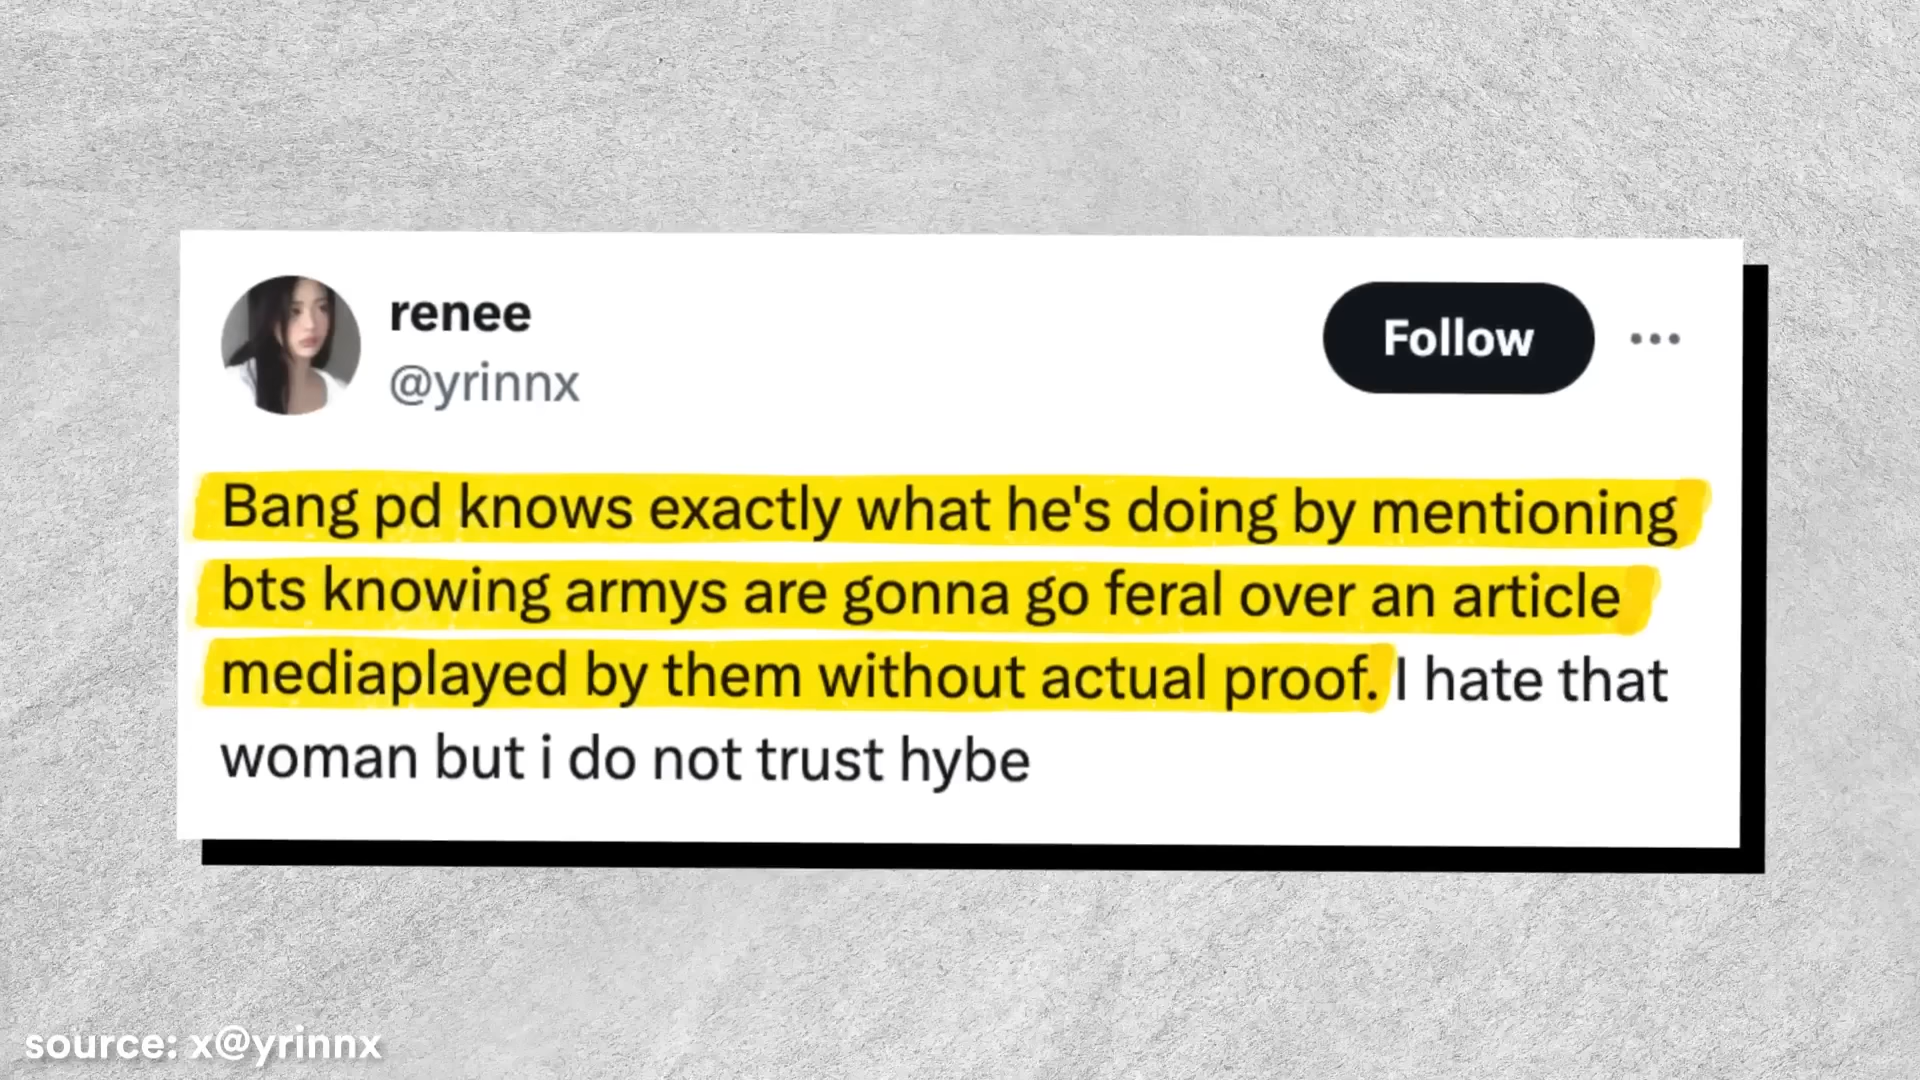 renee
@yrinnx
Follow
Bang pd knows exactly what he's doing by mentioning
bts knowing armys are gonna go feral over an article
mediaplayed by them without actual proof. I hate that
woman but i do not trust hybe
source: x@yrinnx